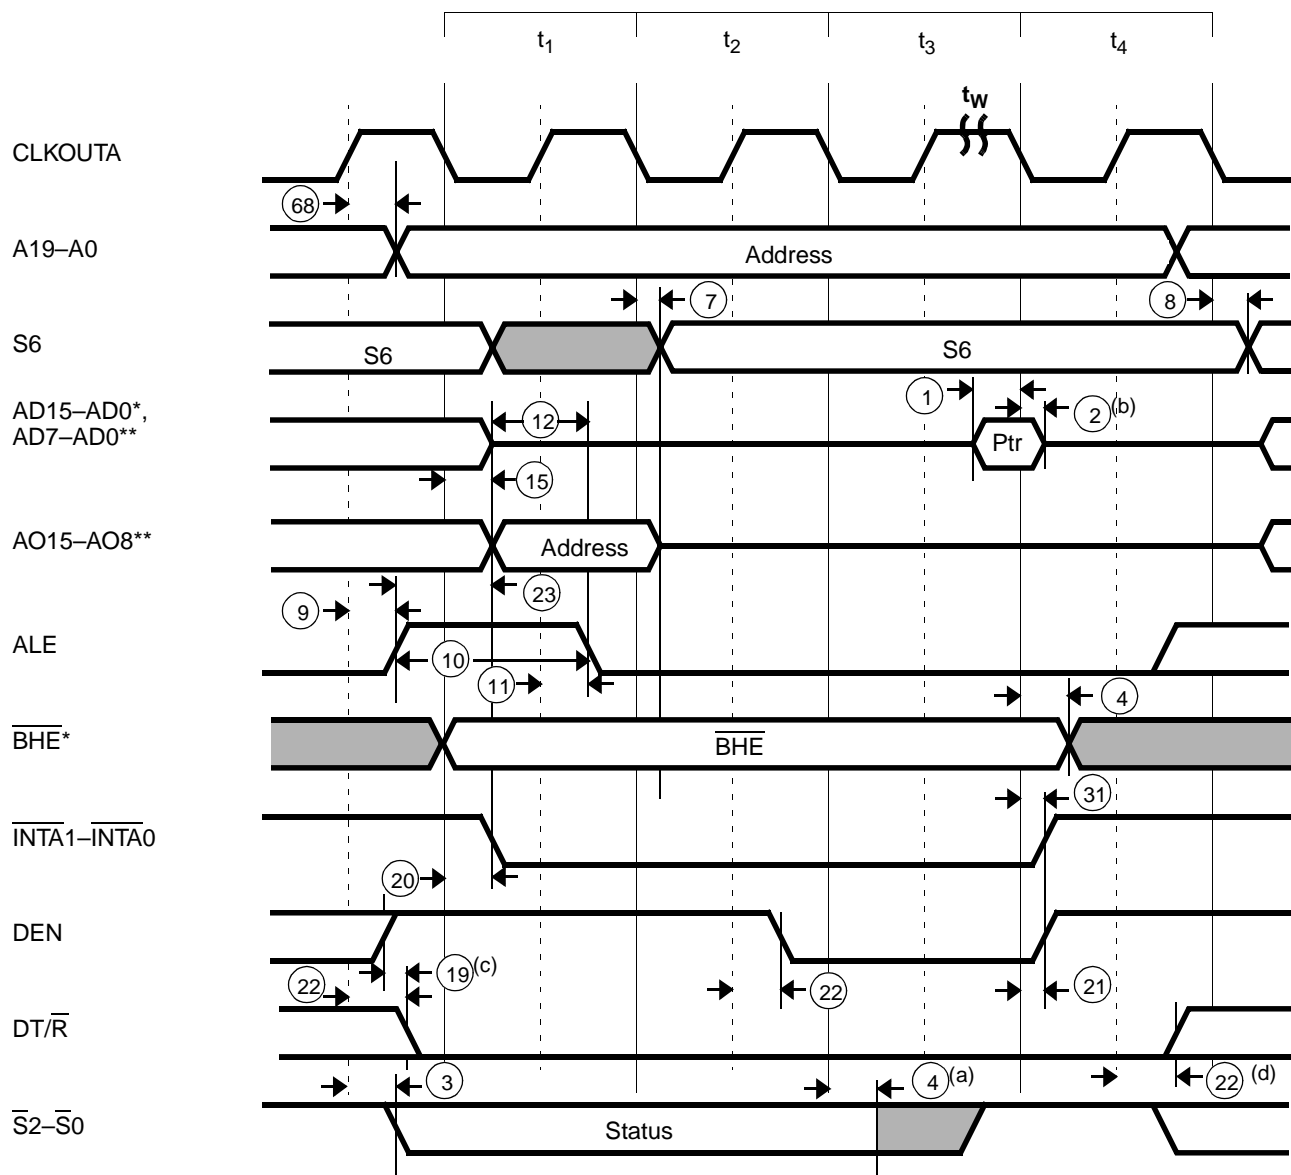 t1 t2 t3 t4
tW
CLKOUTA
68
A19–A0 Address
7 8
S6 S6 S6
AD15–AD0*,
AD7–AD0**
12 1 2 (b)
Ptr
15
AO15–AO8** Address
23
9
ALE
10
11 4
BHE* BHE
31
INTA1–INTA0
20
DEN
22 19 (c) 22 21
DT/R
3 4 (a) 22 (d)
S2–S0 Status